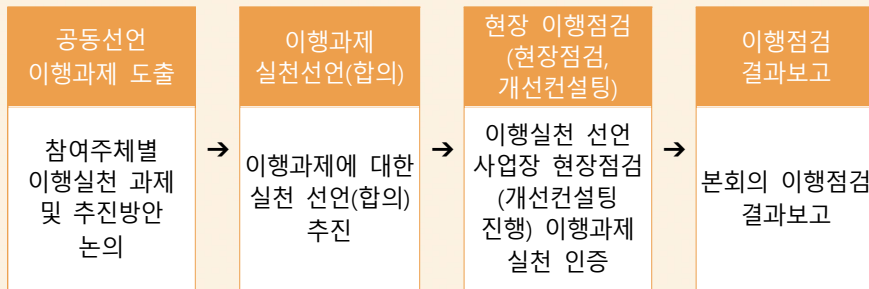 공동선언
이행과제 도출
참여주체별
이행실천 과제
및 추진방안
논의
➔
이행과제
실천선언(합의)
이행과제에 대한
실천 선언(합의)
추진
➔
현장 이행점검
(현장점검,
개선컨설팅)
이행실천 선언
사업장 현장점검
(개선컨설팅
진행) 이행과제
실천 인증
➔
이행점검
결과보고
본회의 이행점검
결과보고